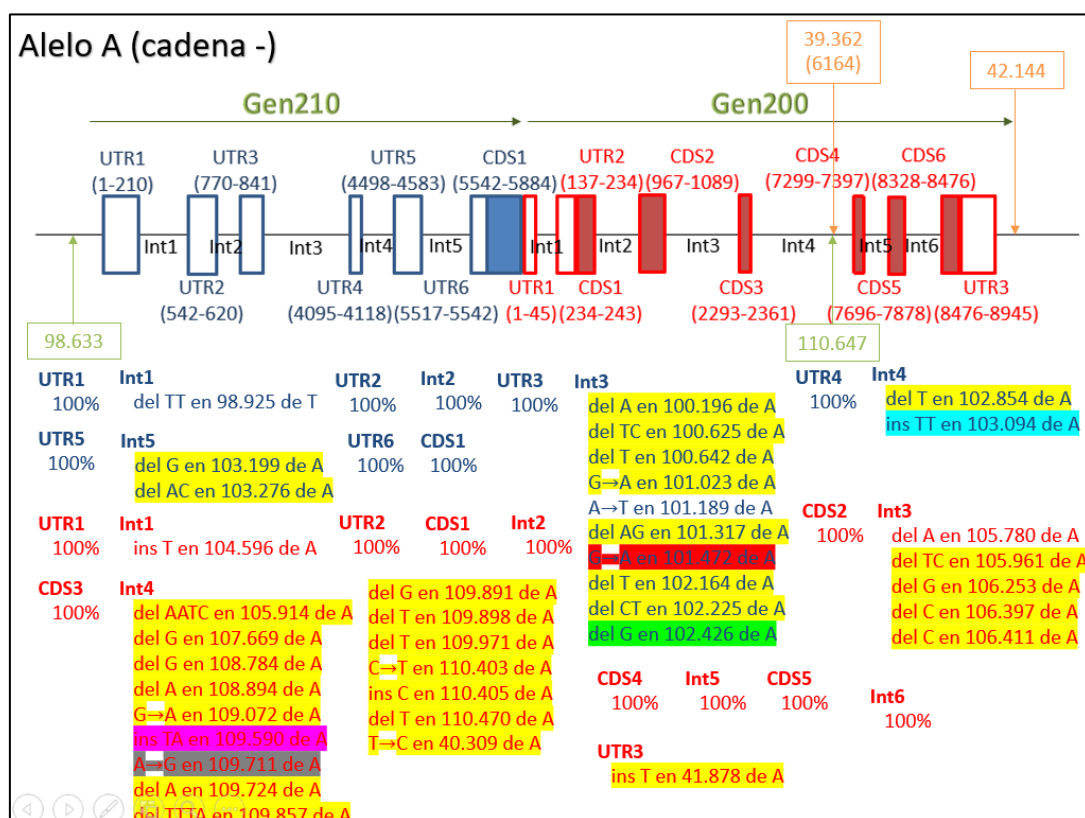 Alelo A (cadena -)
39.362
(6164)
42.144
Gen210
Gen200
UTR1
(1-210)
UTR3
(770-841)
UTR5
(4498-4583)
CDS1
(5542-5884)
UTR2
(137-234)
CDS2
(967-1089)
CDS4
(7299-7397)
CDS6
(8328-8476)
Int1
Int2
Int3
Int4
Int5
Int1
Int2
Int3
Int4
Int5
Int6
UTR2
(542-620)
UTR4
(4095-4118)
UTR6
(5517-5542)
UTR1
(1-45)
CDS1
(234-243)
CDS3
(2293-2361)
CDS5
(7696-7878)
UTR3
(8476-8945)
98.633
110.647
UTR1
100%
Int1
del TT en 98.925 de T
UTR2
100%
Int2
100%
UTR3
100%
Int3
del A en 100.196 de A
del TC en 100.625 de A
del T en 100.642 de A
G→A en 101.023 de A
A→T en 101.189 de A
del AG en 101.317 de A
G→A en 101.472 de A
del T en 102.164 de A
del CT en 102.225 de A
del G en 102.426 de A
UTR4
100%
Int4
del T en 102.854 de A
ins TT en 103.094 de A
UTR5
100%
Int5
del G en 103.199 de A
del AC en 103.276 de A
UTR6
100%
CDS1
100%
UTR1
100%
Int1
ins T en 104.596 de A
UTR2
100%
CDS1
100%
Int2
100%
CDS2
100%
Int3
del A en 105.780 de A
del TC en 105.961 de A
del G en 106.253 de A
del C en 106.397 de A
del C en 106.411 de A
CDS3
100%
Int4
del AATC en 105.914 de A
del G en 107.669 de A
del G en 108.784 de A
del A en 108.894 de A
G→A en 109.072 de A
ins TA en 109.590 de A
A→G en 109.711 de A
del A en 109.724 de A
del TTTA en 109.857 de A
del G en 109.891 de A
del T en 109.898 de A
del T en 109.971 de A
C→T en 110.403 de A
ins C en 110.405 de A
del T en 110.470 de A
T→C en 40.309 de A
CDS4
100%
Int5
100%
CDS5
100%
Int6
100%
UTR3
ins T en 41.878 de A